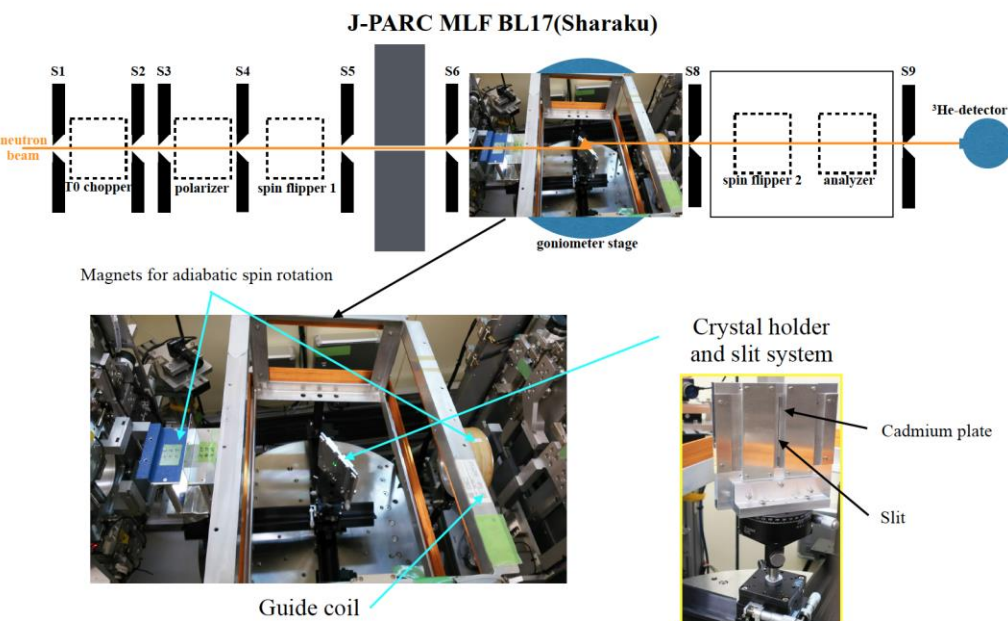 J-PARC MLF BL17(Sharaku)
S1
S2
S3
S4
S5
S6
S8
S9
³He-detector
neutron
beam
T0 chopper
polarizer
spin flipper 1
spin flipper 2
analyzer
goniometer stage
Magnets for adiabatic spin rotation
Crystal holder
and slit system
Cadmium plate
Slit
Guide coil